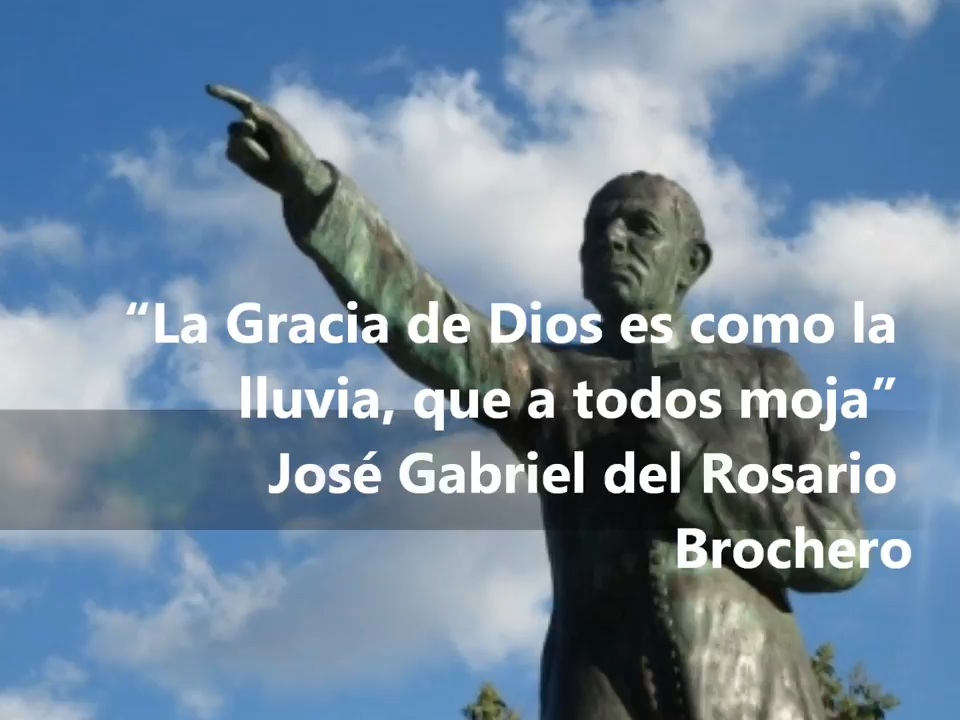 “La Gracia de Dios es como la
lluvia, que a todos moja”
José Gabriel del Rosario
Brochero